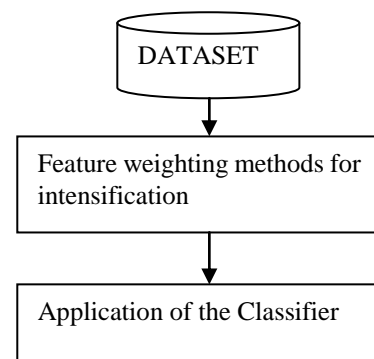 DATASET
Feature weighting methods for
intensification
Application of the Classifier